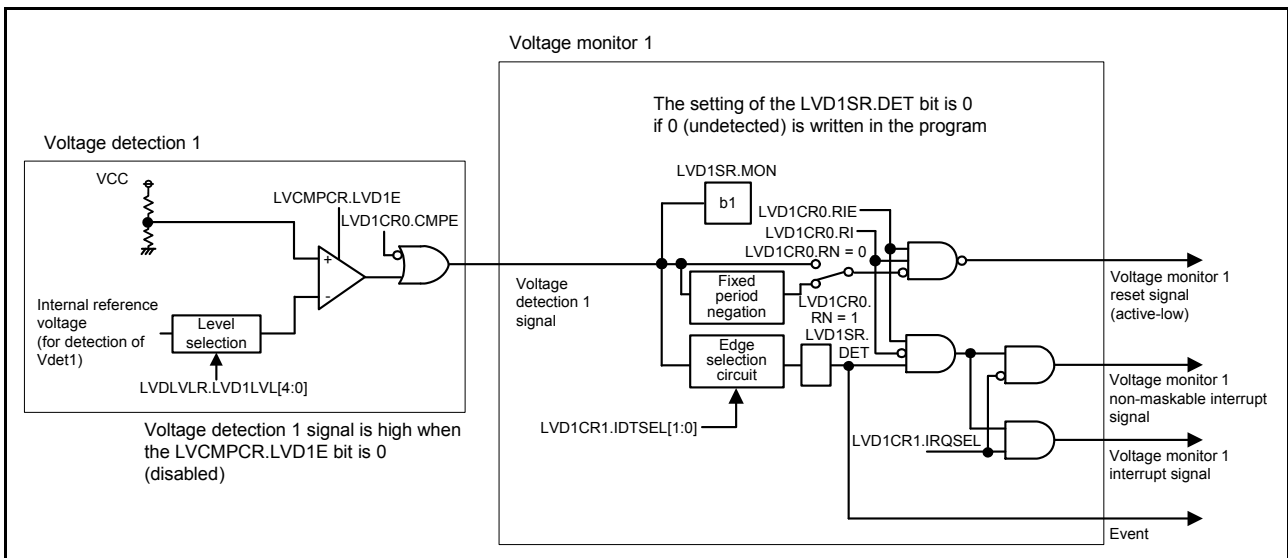 Voltage monitor 1
The setting of the LVD1SR.DET bit is 0
if 0 (undetected) is written in the program
Voltage detection 1
VCC
LVCMPCR.LVD1E
LVD1CR0.CMPE
+
-
Internal reference
voltage
(for detection of
Vdet1)
Level
selection
LVDLVLR.LVD1LVL[4:0]
Voltage detection 1 signal is high when
the LVCMPCR.LVD1E bit is 0
(disabled)
Voltage
detection 1
signal
LVD1SR.MON
b1
LVD1CR0.RIE
LVD1CR0.RI
LVD1CR0.RN = 0
Fixed
period
negation
LVD1CR0.
RN = 1
LVD1SR.
DET
Edge
selection
circuit
LVD1CR1.IDTSEL[1:0]
LVD1CR1.IRQSEL
Voltage monitor 1
reset signal
(active-low)
Voltage monitor 1
non-maskable interrupt
signal
Voltage monitor 1
interrupt signal
Event